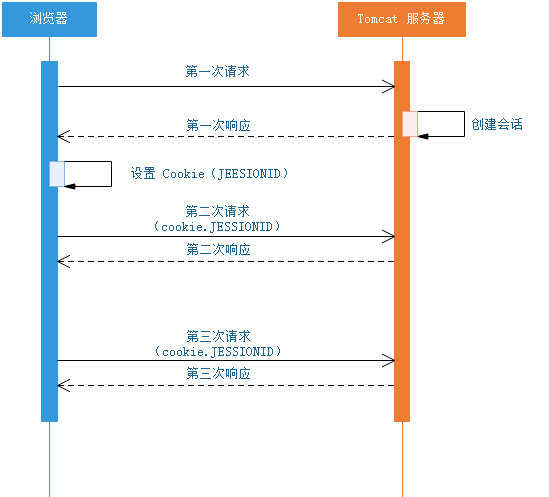 浏览器
Tomcat 服务器
第一次请求
创建会话
第一次响应
设置 Cookie（JEESIONID）
第二次请求
（cookie.JESSIONID）
第二次响应
第三次请求
（cookie.JESSIONID）
第三次响应